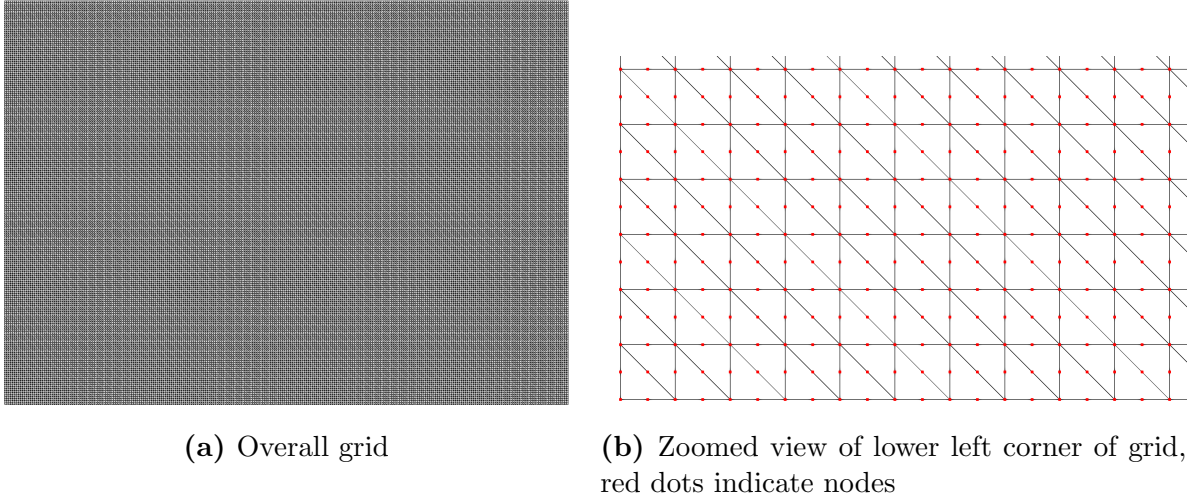 (a) Overall grid
(b) Zoomed view of lower left corner of grid,
red dots indicate nodes